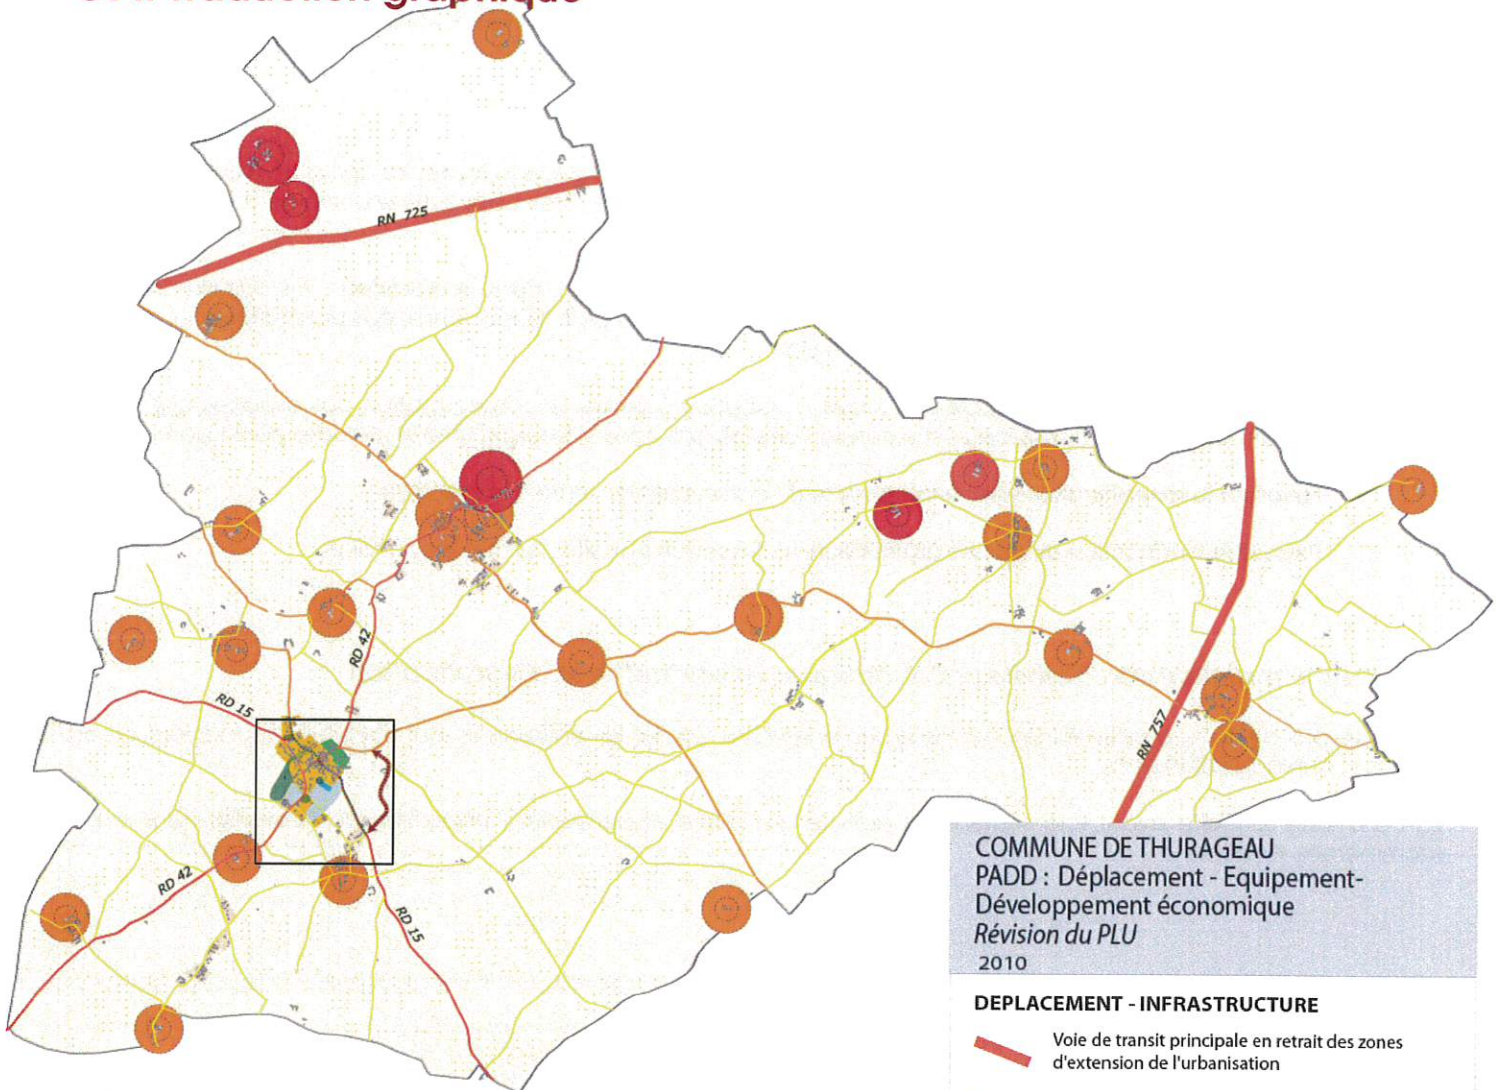 graphique
RN 725
RD 42
RD 15
RN 757
RD 42
RD 15
COMMUNE DE THURAGEAU
PADD : Déplacement - Equipement-
Développement économique
Révision du PLU
2010
DEPLACEMENT - INFRASTRUCTURE
Voie de transit principale en retrait des zones
d'extension de l'urbanisation